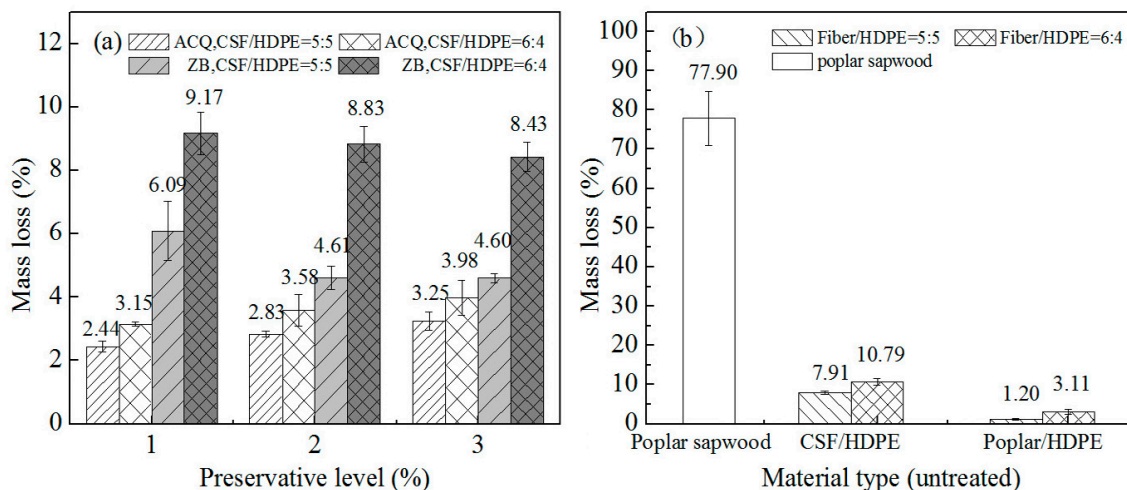 (a)
ACQ,CSF/HDPE=5:5 ACQ,CSF/HDPE=6:4
ZB,CSF/HDPE=5:5 ZB,CSF/HDPE=6:4
12
10
8
6
4
2
0
Mass loss (%)
2.44 3.15 6.09 9.17
2.83 3.58 4.61 8.83
3.25 3.98 4.60 8.43
1 2 3
Preservative level (%)
(b)
Fiber/HDPE=5:5 Fiber/HDPE=6:4
poplar sapwood
100
90
80
70
60
50
40
30
20
10
0
Mass loss (%)
77.90
7.91 10.79
1.20 3.11
Poplar sapwood CSF/HDPE Poplar/HDPE
Material type (untreated)